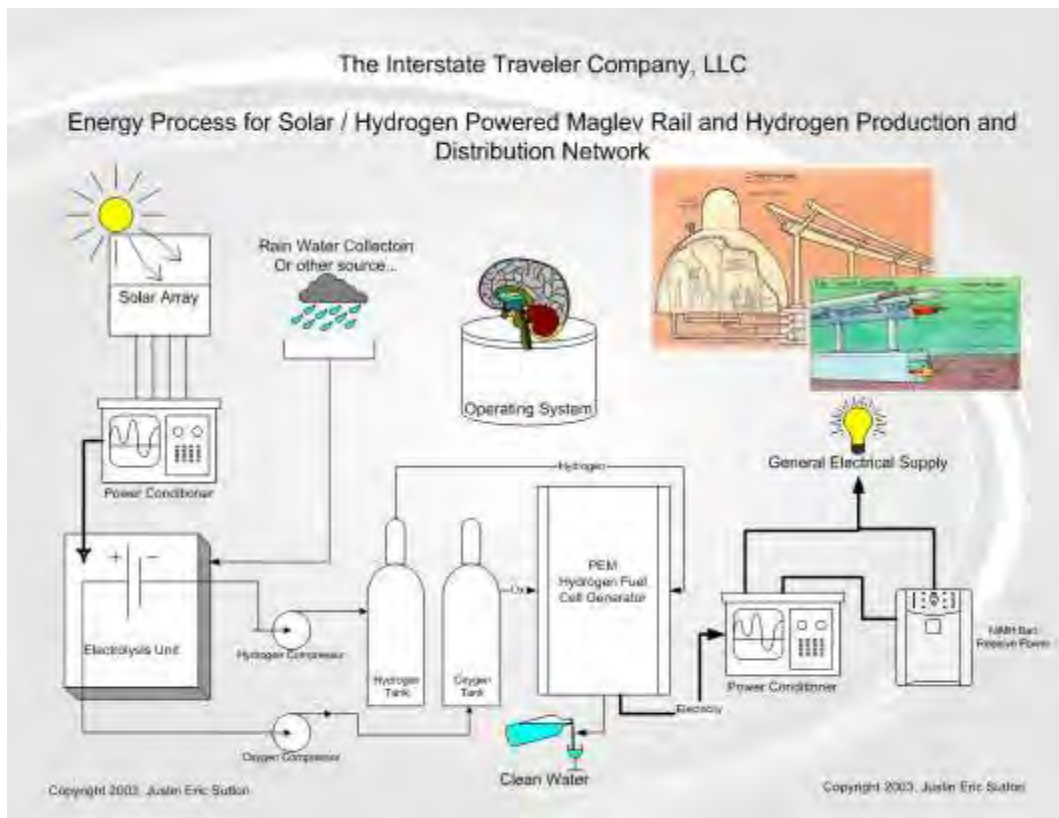 The Interstate Traveler Company, LLC
Energy Process for Solar / Hydrogen Powered Maglev Rail and Hydrogen Production and
Distribution Network
Rain Water Collectoin
Or other source...
Solar Array
Operating System
Power Conditioner
General Electrical Supply
Hydrogen
+ −
Electrolysis Unit
Hydrogen Compressor
Hydrogen
Tank
Oxygen
Tank
Ox
PEM
Hydrogen Fuel
Cell Generator
Power Conditioner
Reserve Power
Electricity
Oxygen Compressor
Clean Water
Copyright 2003, Justin Eric Sutton
Copyright 2003, Justin Eric Sutton